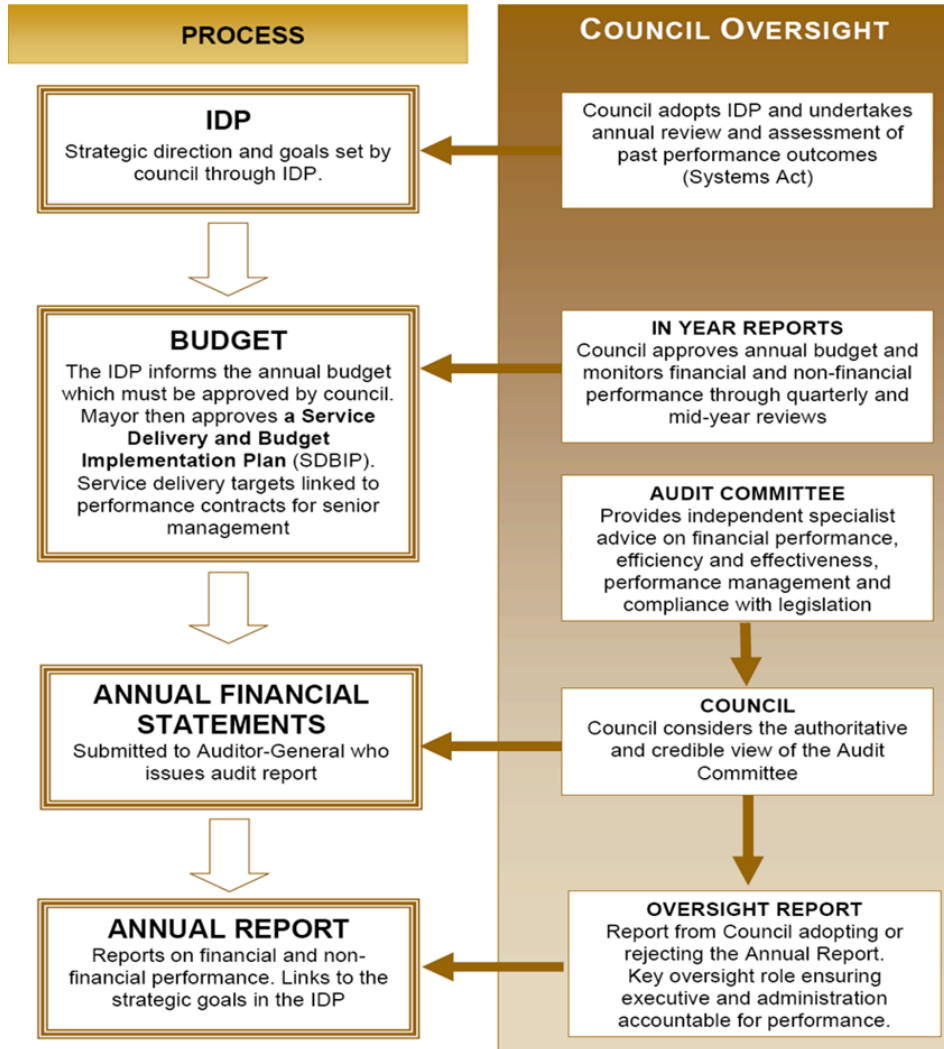 PROCESS
IDP
Strategic direction and goals set by
council through IDP.
BUDGET
The IDP informs the annual budget
which must be approved by council.
Mayor then approves a Service
Delivery and Budget
Implementation Plan (SDBIP).
Service delivery targets linked to
performance contracts for senior
management
ANNUAL FINANCIAL
STATEMENTS
Submitted to Auditor-General who
issues audit report
ANNUAL REPORT
Reports on financial and non-
financial performance. Links to the
strategic goals in the IDP
COUNCIL OVERSIGHT
Council adopts IDP and undertakes
annual review and assessment of
past performance outcomes
(Systems Act)
IN YEAR REPORTS
Council approves annual budget and
monitors financial and non-financial
performance through quarterly and
mid-year reviews
AUDIT COMMITTEE
Provides independent specialist
advice on financial performance,
efficiency and effectiveness,
performance management and
compliance with legislation
COUNCIL
Council considers the authoritative
and credible view of the Audit
Committee
OVERSIGHT REPORT
Report from Council adopting or
rejecting the Annual Report.
Key oversight role ensuring
executive and administration
accountable for performance.